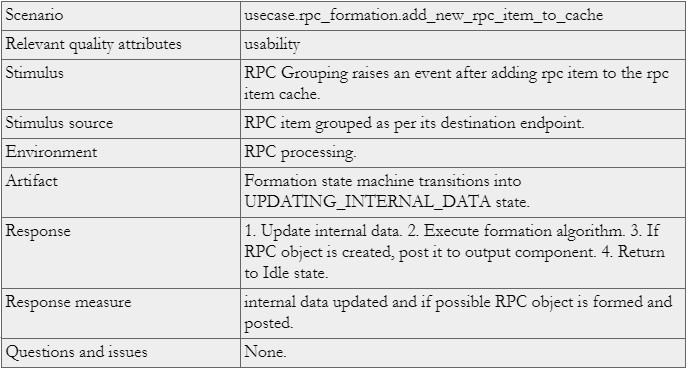 Scenario usecase.rpc_formation.add_new_rpc_item_to_cache
Relevant quality attributes usability
Stimulus RPC Grouping raises an event after adding rpc item to the rpc
item cache.
Stimulus source RPC item grouped as per its destination endpoint.
Environment RPC processing.
Artifact Formation state machine transitions into
UPDATING_INTERNAL_DATA state.
Response 1. Update internal data. 2. Execute formation algorithm. 3. If
RPC object is created, post it to output component. 4. Return
to Idle state.
Response measure internal data updated and if possible RPC object is formed and
posted.
Questions and issues None.